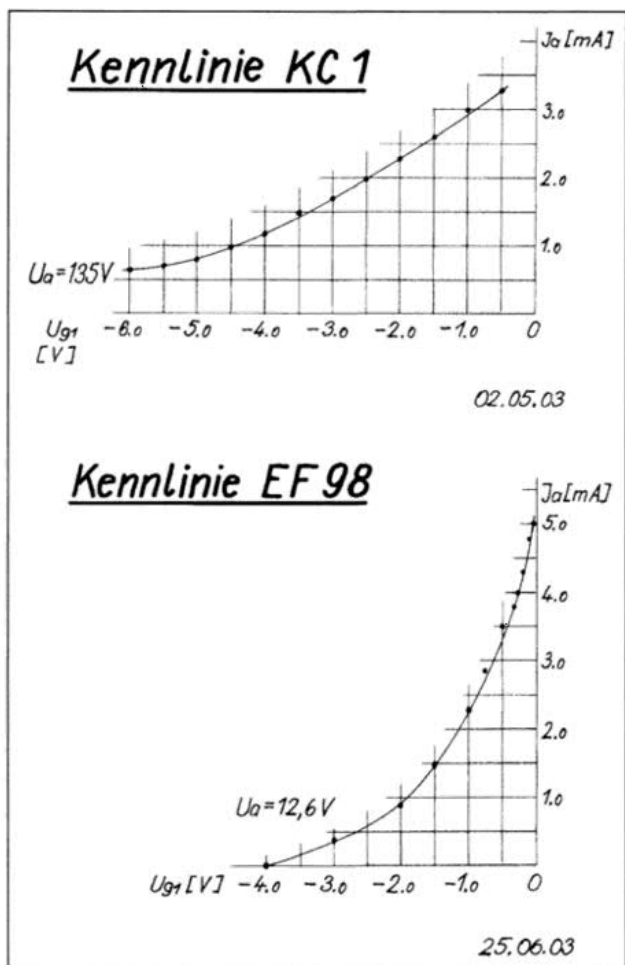 Kennlinie KC 1
Ja [mA]
3.0
2.0
1.0
Ua=135V
Ug1 [V]
-6.0 -5.0 -4.0 -3.0 -2.0 -1.0 0
02.05.03
Kennlinie EF 98
Ja [mA]
5.0
4.0
3.0
2.0
1.0
Ua=12,6 V
Ug1 [V] -4.0 -3.0 -2.0 -1.0 0
25.06.03